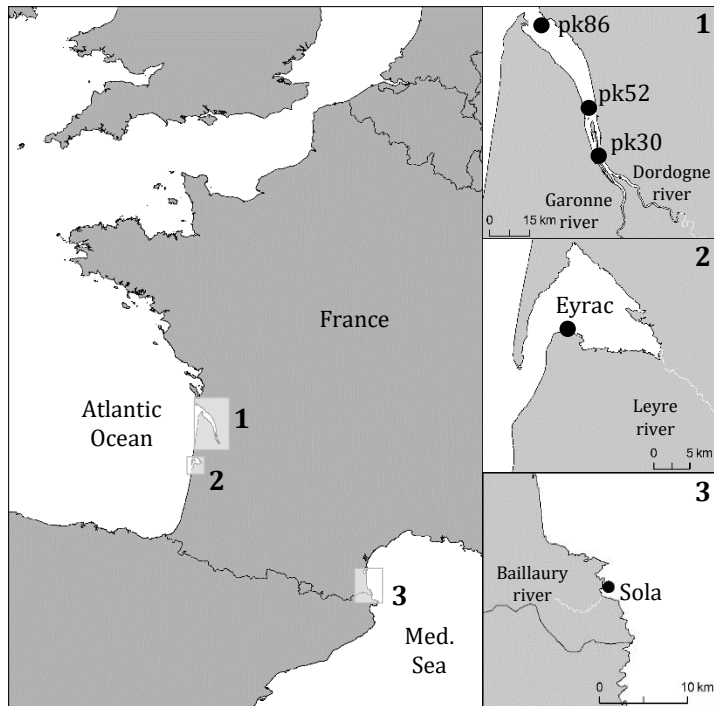 France
Atlantic
Ocean
1
2
3
Med.
Sea
1
pk86
pk52
pk30
Dordogne
river
Garonne
river
0 15 km
2
Eyrac
Leyre
river
0 5 km
3
Baillaury
river
Sola
0 10 km